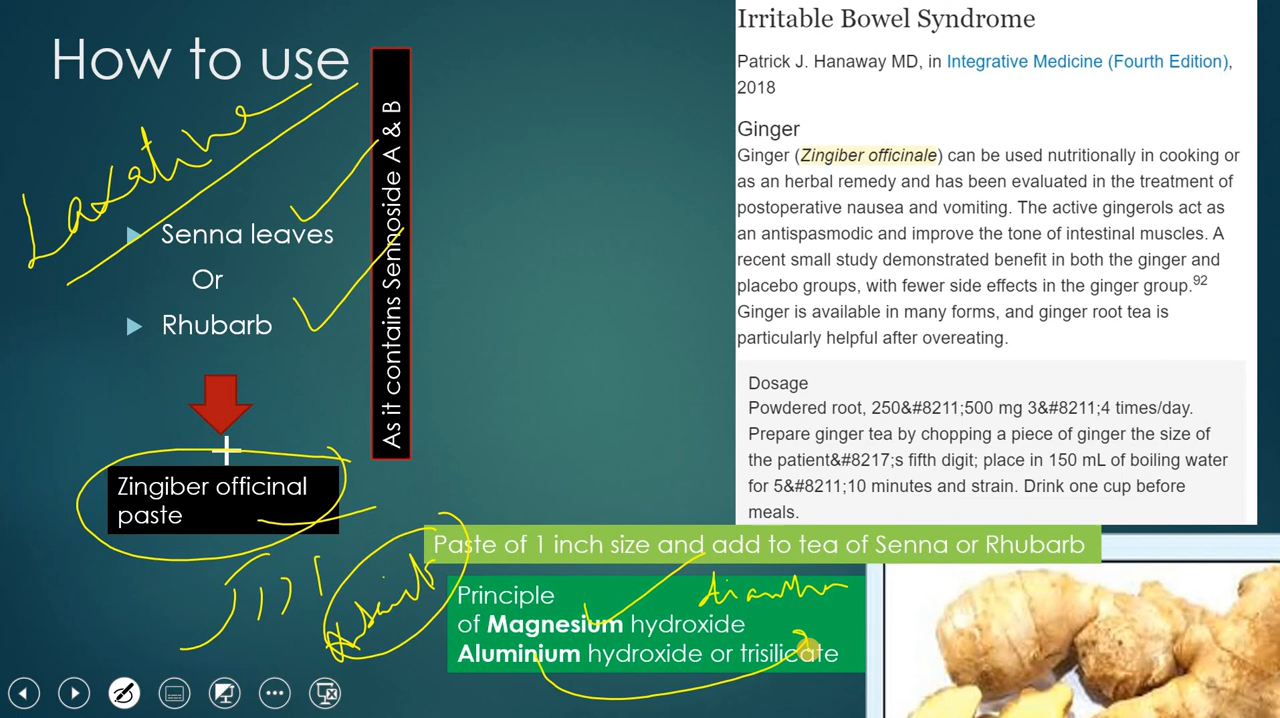 How to use
Laxative
Senna leaves
Or
Rhubarb
As it contains Sennoside A & B
Zingiber officinal
paste
Irritable Bowel Syndrome
Patrick J. Hanaway MD, in Integrative Medicine (Fourth Edition),
2018
Ginger
Ginger (Zingiber officinale) can be used nutritionally in cooking or
as an herbal remedy and has been evaluated in the treatment of
postoperative nausea and vomiting. The active gingerols act as
an antispasmodic and improve the tone of intestinal muscles. A
recent small study demonstrated benefit in both the ginger and
placebo groups, with fewer side effects in the ginger group.92
Ginger is available in many forms, and ginger root tea is
particularly helpful after overeating.
Dosage
Powdered root, 250&#8211;500 mg 3&#8211;4 times/day.
Prepare ginger tea by chopping a piece of ginger the size of
the patient&#8217;s fifth digit; place in 150 mL of boiling water
for 5&#8211;10 minutes and strain. Drink one cup before
meals.
Paste of 1 inch size and add to tea of Senna or Rhubarb
Principle
of Magnesium hydroxide
Aluminium hydroxide or trisilicate